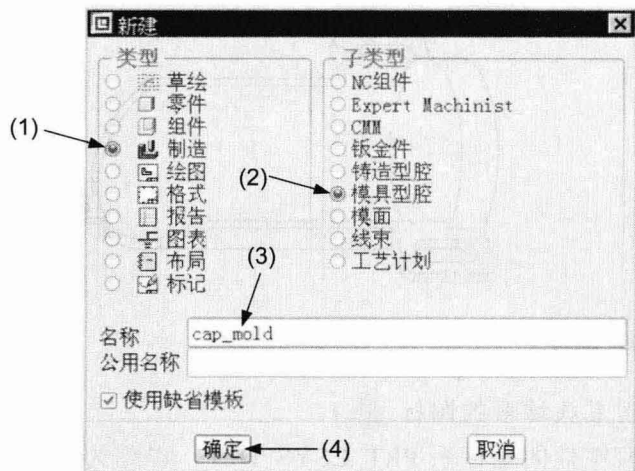 新建
类型
草绘
零件
组件
(1)
制造
绘图
格式
报告
图表
布局
标记
子类型
NC组件
Expert Machinist
CMM
钣金件
铸造型腔
(2)
模具型腔
模面
线束
工艺计划
(3)
名称
cap_mold
公用名称
使用缺省模板
确定
(4)
取消